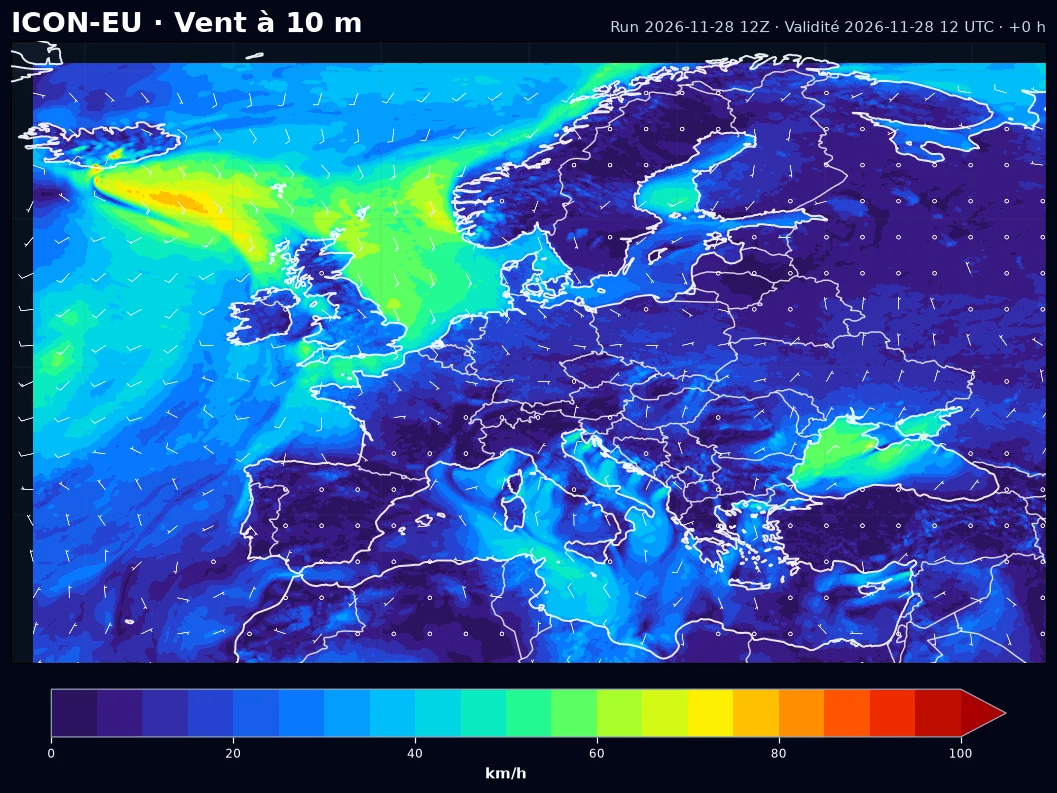 ICON-EU · Vent à 10 m
Run 2026-11-28 12Z · Validité 2026-11-28 12 UTC · +0 h
0 20 40 60 80 100
km/h